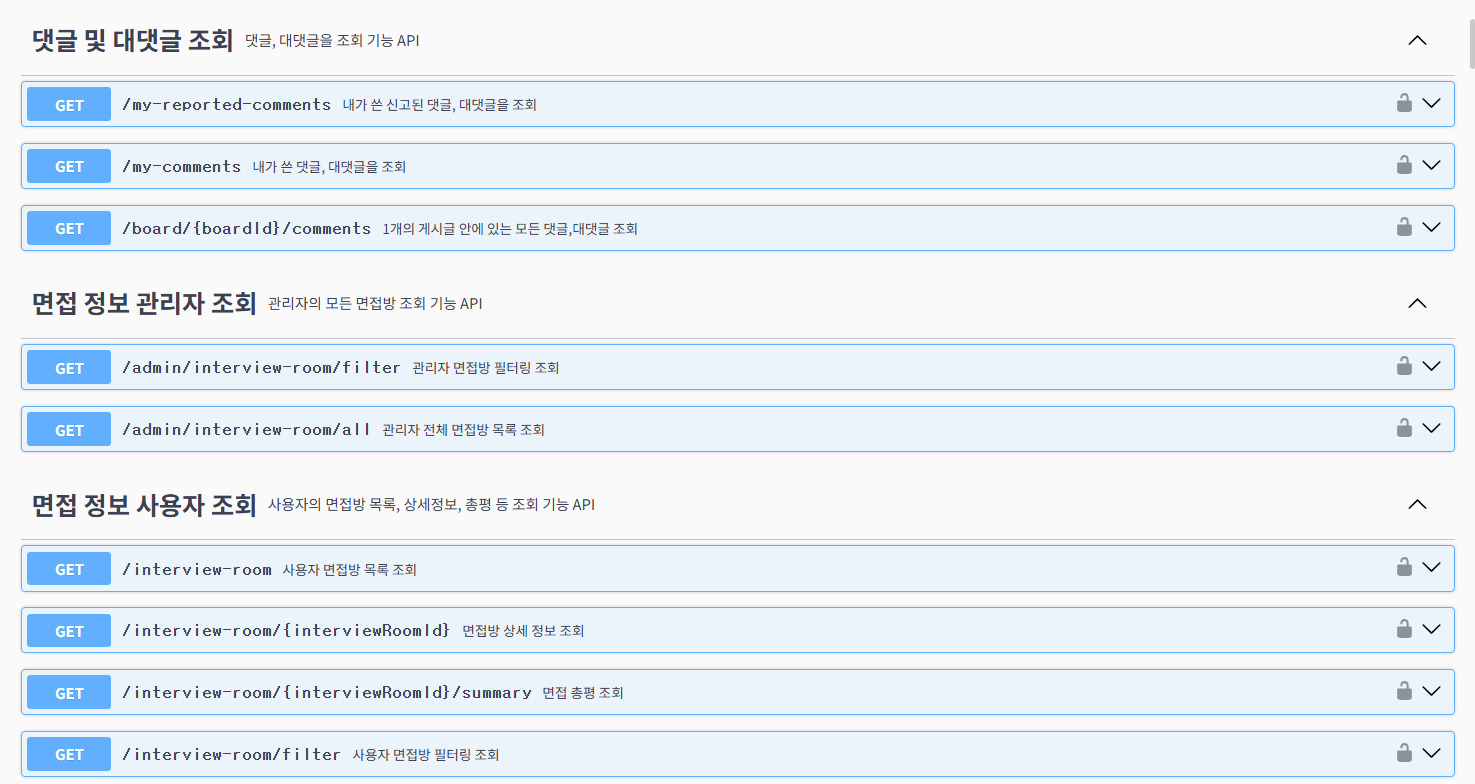 댓글 및 대댓글 조회 댓글, 대댓글을 조회 기능 API
GET /my-reported-comments 내가 쓴 신고된 댓글, 대댓글을 조회
GET /my-comments 내가 쓴 댓글, 대댓글을 조회
GET /board/{boardId}/comments 1개의 게시글 안에 있는 모든 댓글,대댓글 조회
면접 정보 관리자 조회 관리자의 모든 면접방 조회 기능 API
GET /admin/interview-room/filter 관리자 면접방 필터링 조회
GET /admin/interview-room/all 관리자 전체 면접방 목록 조회
면접 정보 사용자 조회 사용자의 면접방 목록, 상세정보, 총평 등 조회 기능 API
GET /interview-room 사용자 면접방 목록 조회
GET /interview-room/{interviewRoomId} 면접방 상세 정보 조회
GET /interview-room/{interviewRoomId}/summary 면접 총평 조회
GET /interview-room/filter 사용자 면접방 필터링 조회